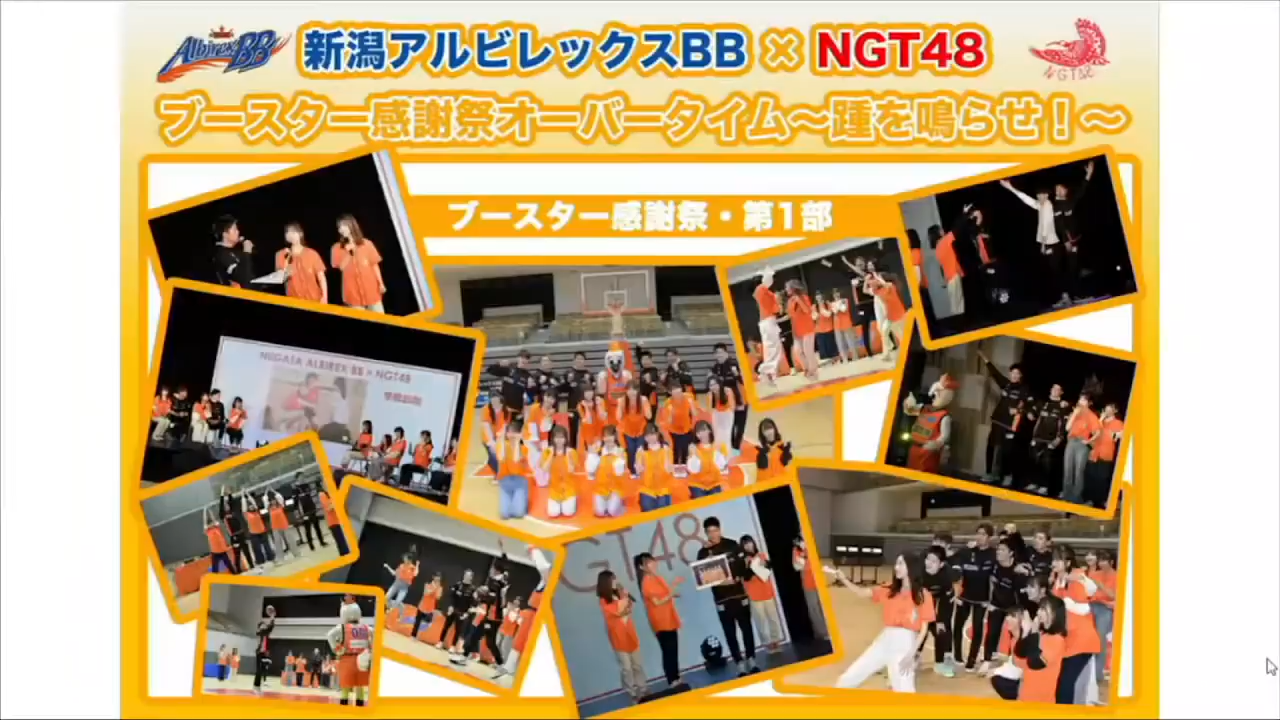 Albirex BB
新潟アルビレックスBB × NGT48
NGT48
ブースター感謝祭オーバータイム〜踵を鳴らせ!〜
ブースター感謝祭・第1部
NIIGATA ALBIREX BB × NGT48
GT48